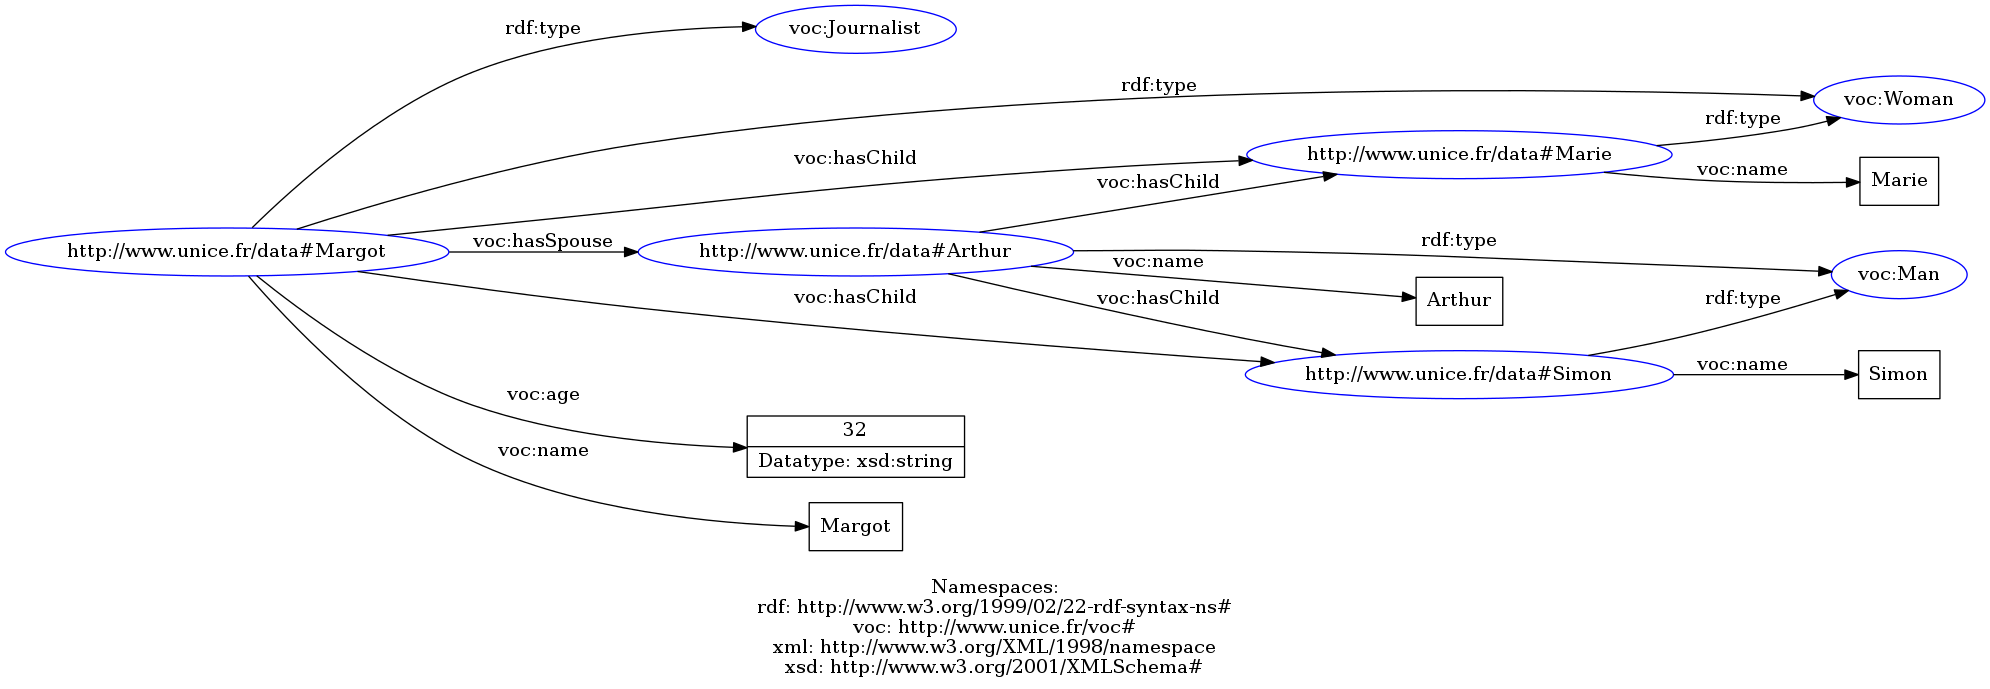 rdf:type
voc:Journalist
rdf:type
voc:Woman
rdf:type
voc:hasChild
http://www.unice.fr/data#Marie
voc:name
Marie
voc:hasChild
http://www.unice.fr/data#Margot
voc:hasSpouse
http://www.unice.fr/data#Arthur
rdf:type
voc:Man
voc:name
Arthur
voc:hasChild
voc:hasChild
rdf:type
http://www.unice.fr/data#Simon
voc:name
Simon
voc:age
32
Datatype: xsd:string
voc:name
Margot
Namespaces:
rdf: http://www.w3.org/1999/02/22-rdf-syntax-ns#
voc: http://www.unice.fr/voc#
xml: http://www.w3.org/XML/1998/namespace
xsd: http://www.w3.org/2001/XMLSchema#